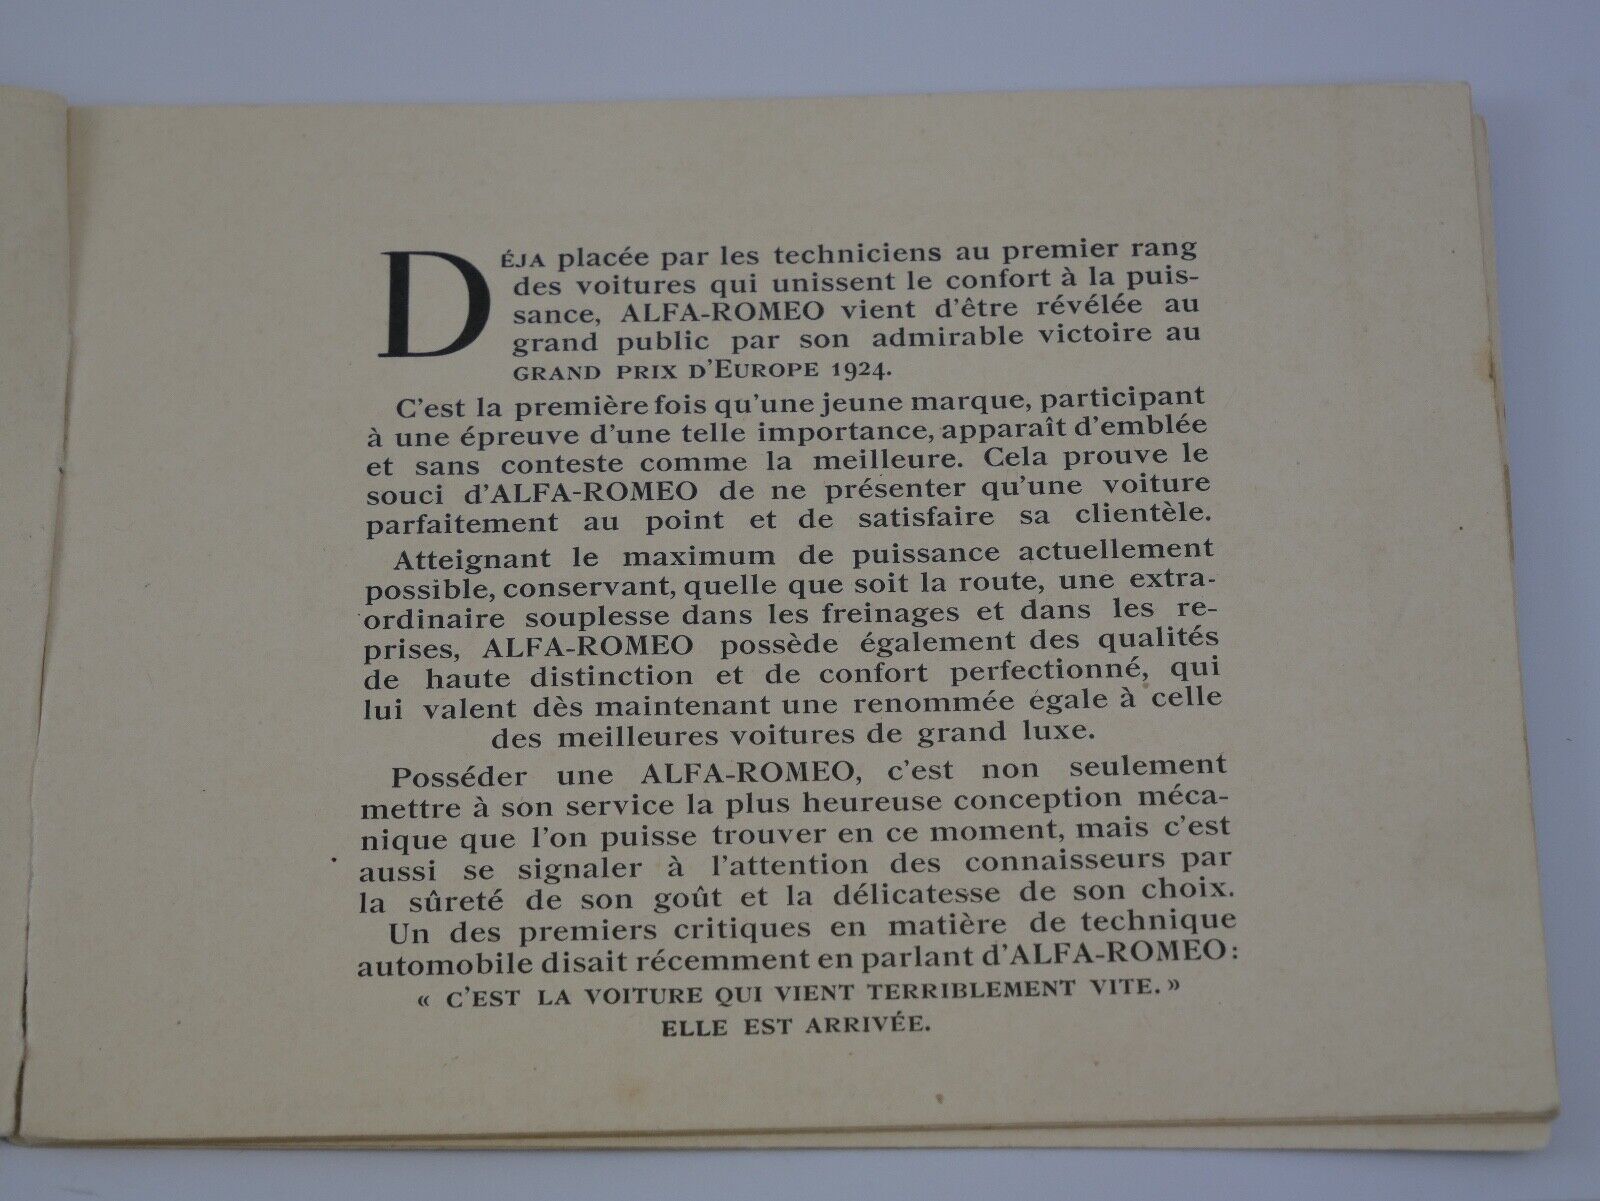 DÉJA placée par les techniciens au premier rang
des voitures qui unissent le confort à la puis-
sance, ALFA-ROMEO vient d'être révélée au
grand public par son admirable victoire au
GRAND PRIX D'EUROPE 1924.
C'est la première fois qu'une jeune marque, participant
à une épreuve d'une telle importance, apparaît d'emblée
et sans conteste comme la meilleure. Cela prouve le
souci d'ALFA-ROMEO de ne présenter qu'une voiture
parfaitement au point et de satisfaire sa clientèle.
Atteignant le maximum de puissance actuellement
possible, conservant, quelle que soit la route, une extra-
ordinaire souplesse dans les freinages et dans les re-
prises, ALFA-ROMEO possède également des qualités
de haute distinction et de confort perfectionné, qui
lui valent dès maintenant une renommée égale à celle
des meilleures voitures de grand luxe.
Posséder une ALFA-ROMEO, c'est non seulement
mettre à son service la plus heureuse conception méca-
nique que l'on puisse trouver en ce moment, mais c'est
aussi se signaler à l'attention des connaisseurs par
la sûreté de son goût et la délicatesse de son choix.
Un des premiers critiques en matière de technique
automobile disait récemment en parlant d'ALFA-ROMEO:
« C'EST LA VOITURE QUI VIENT TERRIBLEMENT VITE. »
ELLE EST ARRIVÉE.